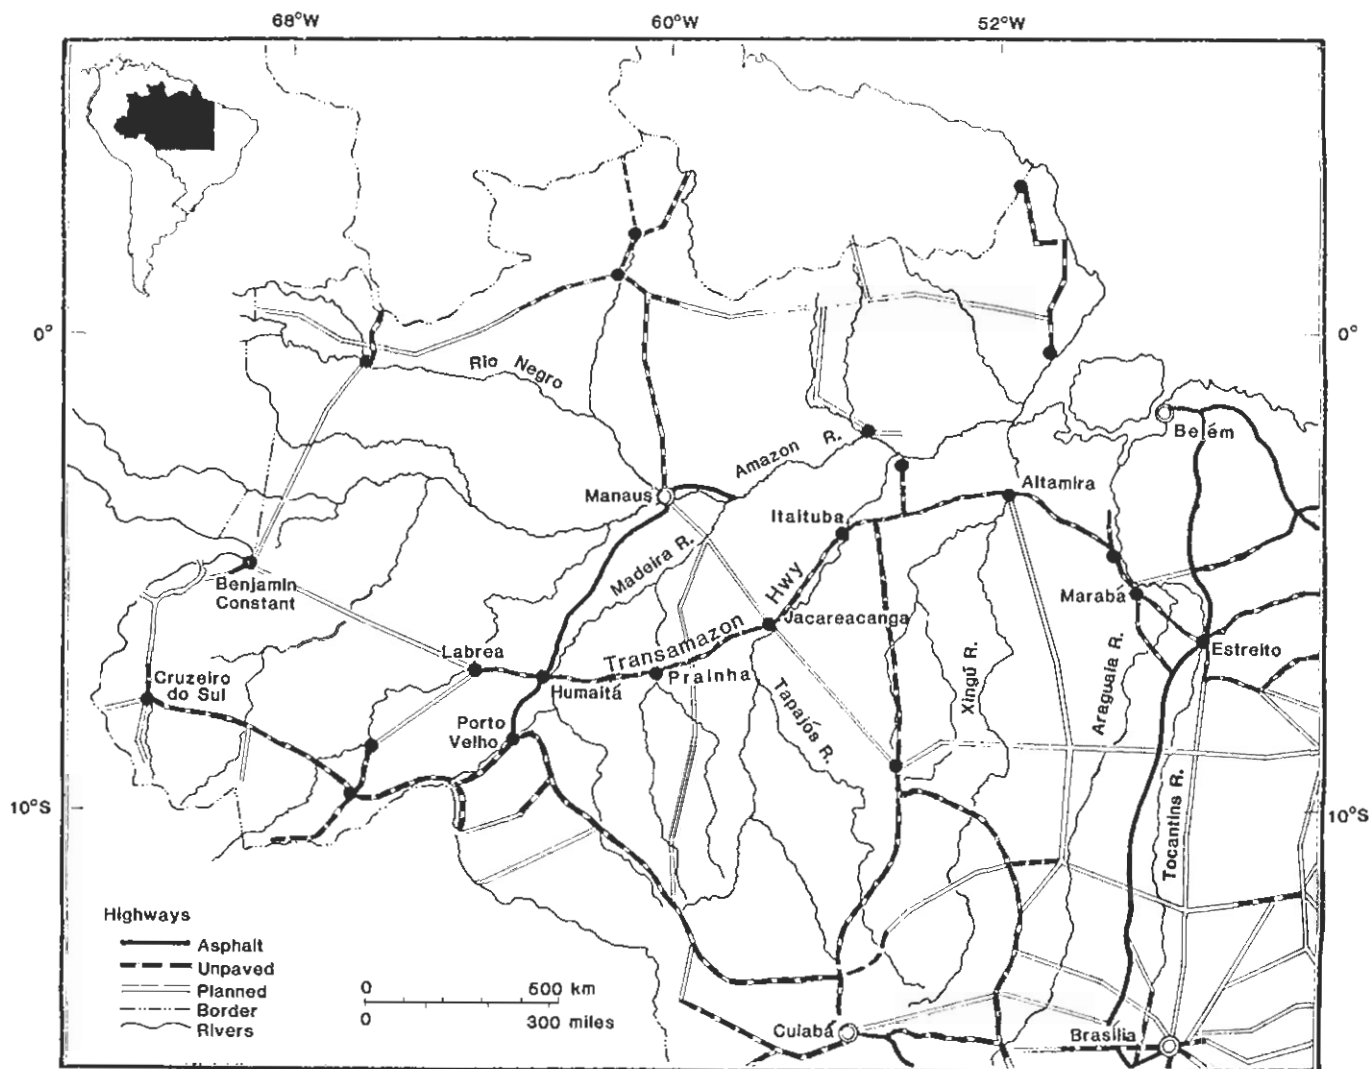 68°W
60°W
52°W
0°
0°
Rio Negro
Amazon R.
Belém
Manaus
Altamira
Itaituba
Madeira R.
Hwy
Benjamin
Constant
Marabá
Jacareacanga
Transamazon
Labrea
Estreito
Cruzeiro
do Sul
Humaitá
Prainha
Xingú R.
Araguaia R.
Porto
Velho
Tapajós R.
Tocantins R.
10°S
10°S
Highways
Asphalt
Unpaved
Planned
Border
Rivers
0 500 km
0 300 miles
Cuiabá
Brasília